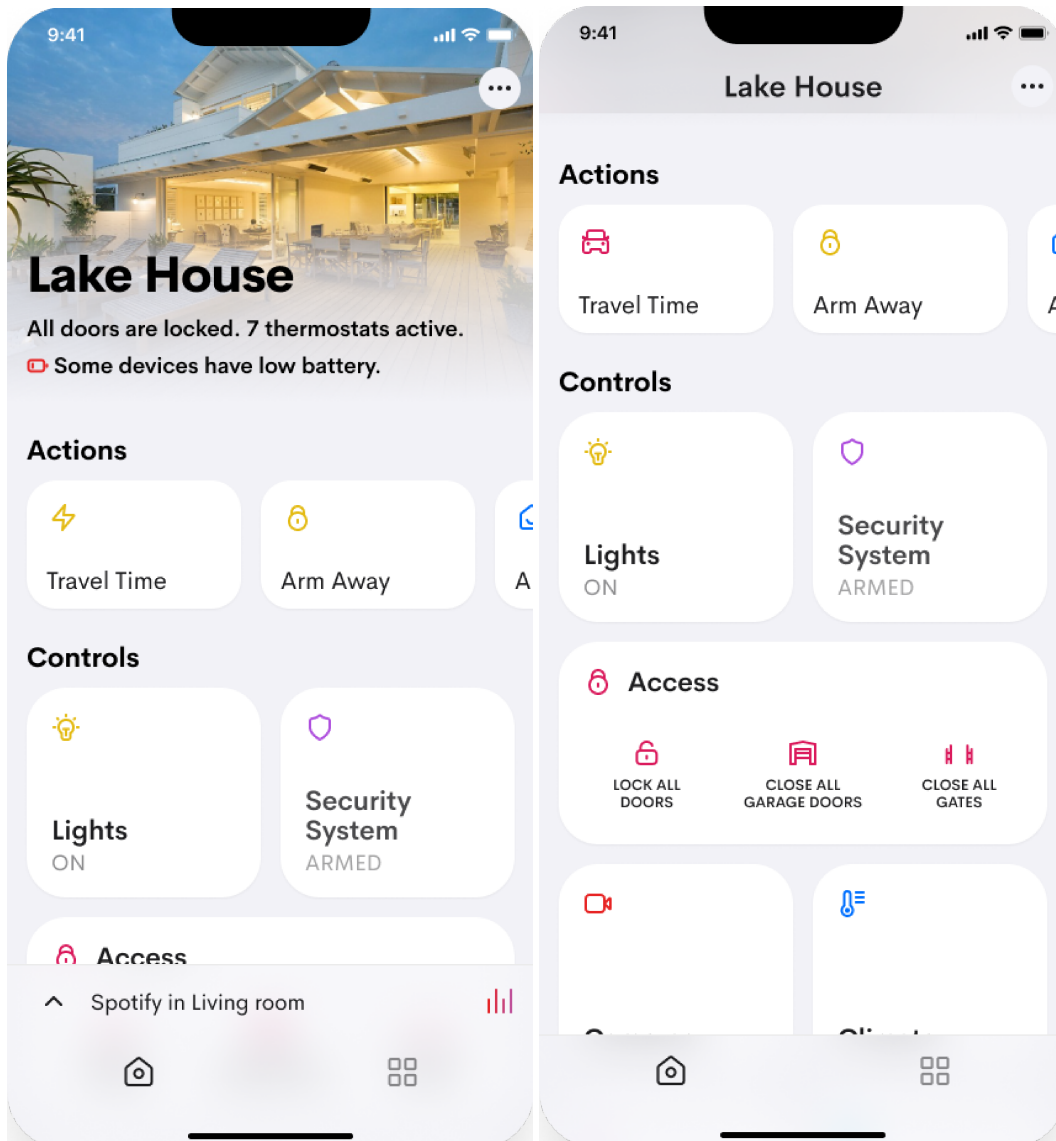 9:41
Lake House
All doors are locked. 7 thermostats active.
Some devices have low battery.
Actions
Travel Time
Arm Away
A
Controls
Lights
ON
Security
System
ARMED
Access
Spotify in Living room
9:41
Lake House
Actions
Travel Time
Arm Away
Controls
Lights
ON
Security
System
ARMED
Access
LOCK ALL
DOORS
CLOSE ALL
GARAGE DOORS
CLOSE ALL
GATES